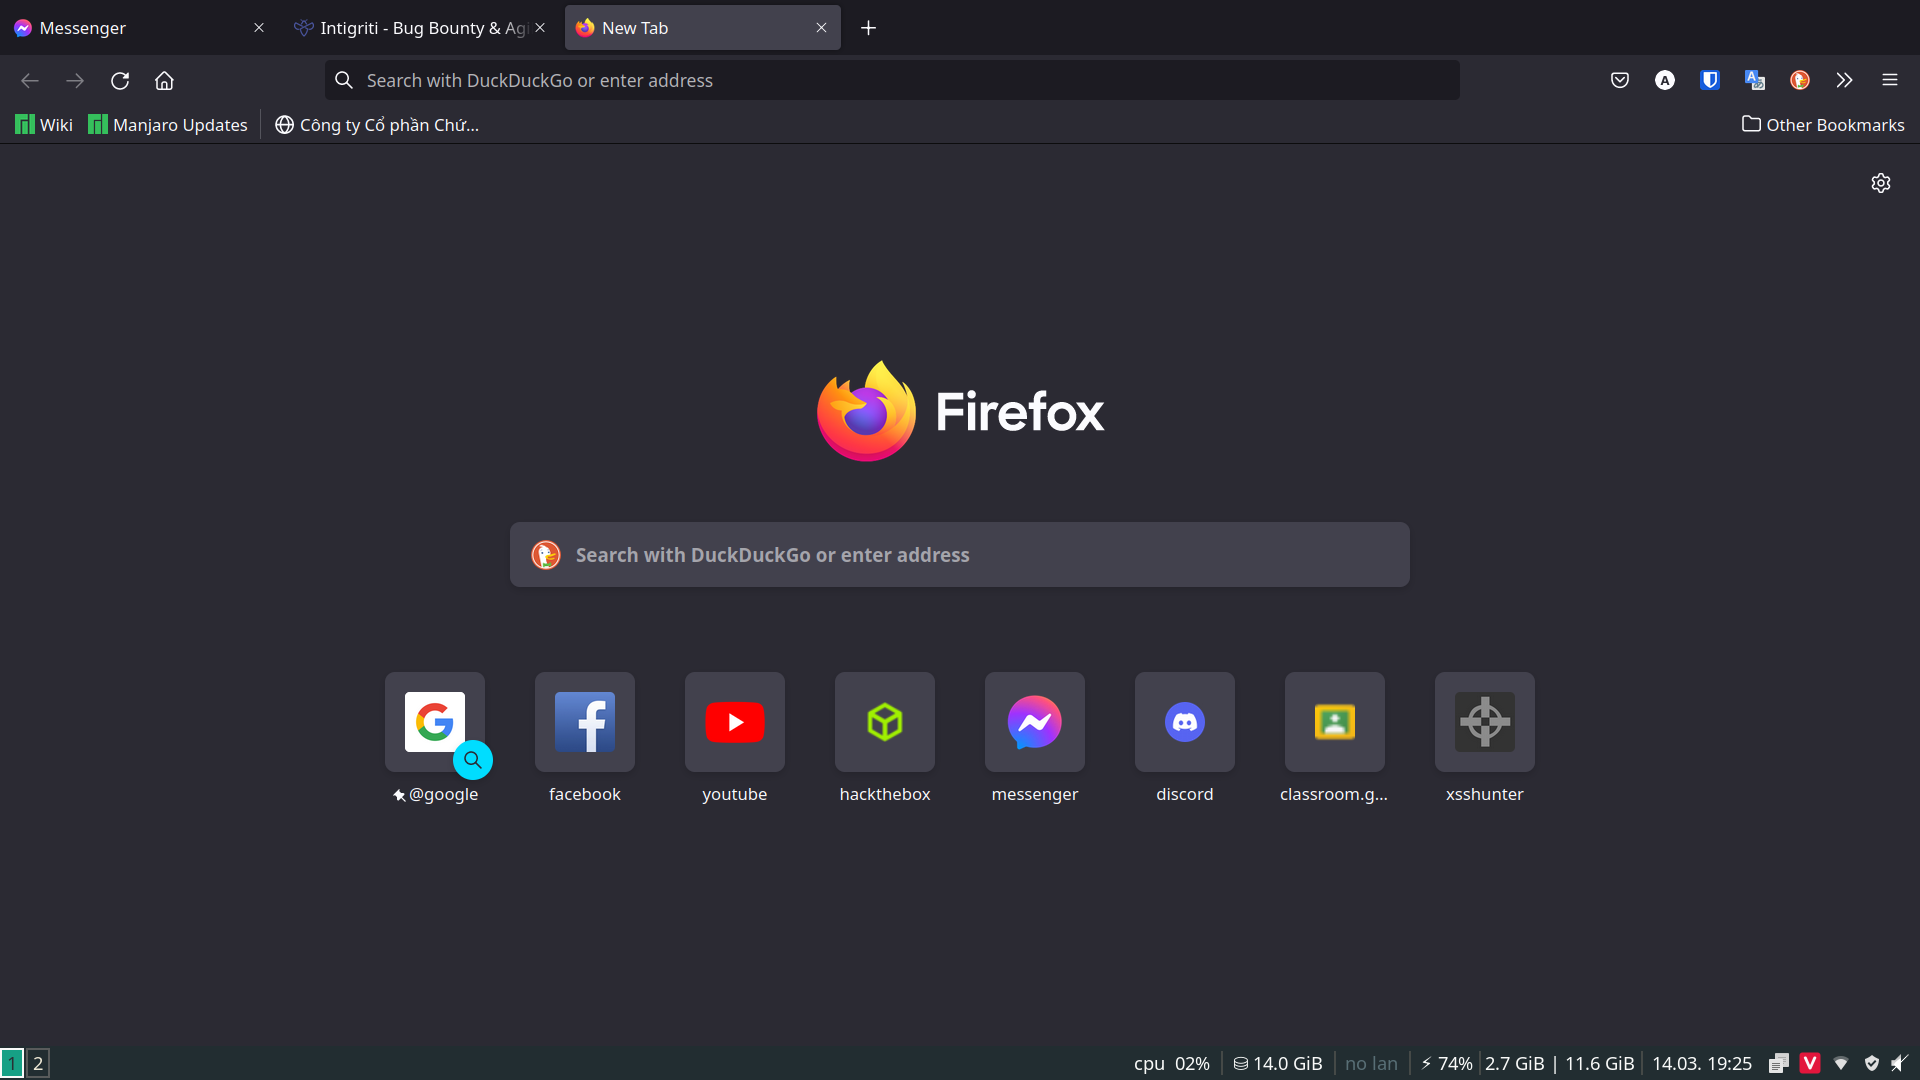 Messenger
Intigriti - Bug Bounty & Agi
New Tab
Search with DuckDuckGo or enter address
A
Wiki
Manjaro Updates
Công ty Cổ phần Chứ...
Other Bookmarks
Firefox
Search with DuckDuckGo or enter address
@google
facebook
youtube
hackthebox
messenger
discord
classroom.g...
xsshunter
1 2
cpu 02%
14.0 GiB
no lan
⚡ 74%
2.7 GiB | 11.6 GiB
14.03. 19:25
V